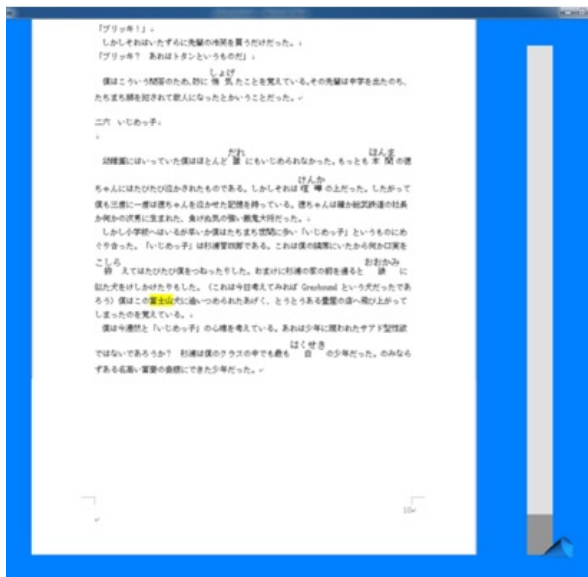 「ブリッキ!」↓
しかしそれはいたずらに先輩の冷笑を買うだけだった。↓
「ブリッキ? あれはトタンというものだ」↓
しょげ
僕はこういう問答のため、妙に悄気たことを覚えている。その先輩は中学を出たのち、
たちまち肺を犯されて故人になったとかいうことだった。↵
二六 いじめっ子↓
↓
だれ ほんま
幼稚園にはいっていた僕はほとんど誰にもいじめられなかった。もっとも本間の徳
けんか
ちゃんにはたびたび泣かされたものである。しかしそれは喧嘩の上だった。したがって
僕も三度に一度は徳ちゃんを泣かせた記憶を持っている。徳ちゃんは確か総武鉄道の社長
か何かの次男に生まれた、負けぬ気の強い餓鬼大将だった。↓
しかし小学校へはいるが早いか僕はたちまち世間に多い「いじめっ子」というものにめ
ぐり合った。「いじめっ子」は杉浦誉四郎である。これは僕の隣席にいたから何か口実を
こしら おおかみ
拵えてはたびたび僕をつねったりした。おまけに杉浦の家の前を通ると に
似た犬をけしかけたりもした。(これは今日考えてみれば Greyhound という犬だったであ
ろう)僕はこの富士山犬に追いつめられたあげく、とうとうある畳屋の店へ飛び上がって
しまったのを覚えている。↓
僕は今漫然と「いじめっ子」の心理を考えている。あれは少年に現われたサアド型性欲
はくせき
ではないであろうか? 杉浦は僕のクラスの中でも最も白 の少年だった。のみなら
ずある名高い富豪の妾腹にできた少年だった。↵
10↵
↵